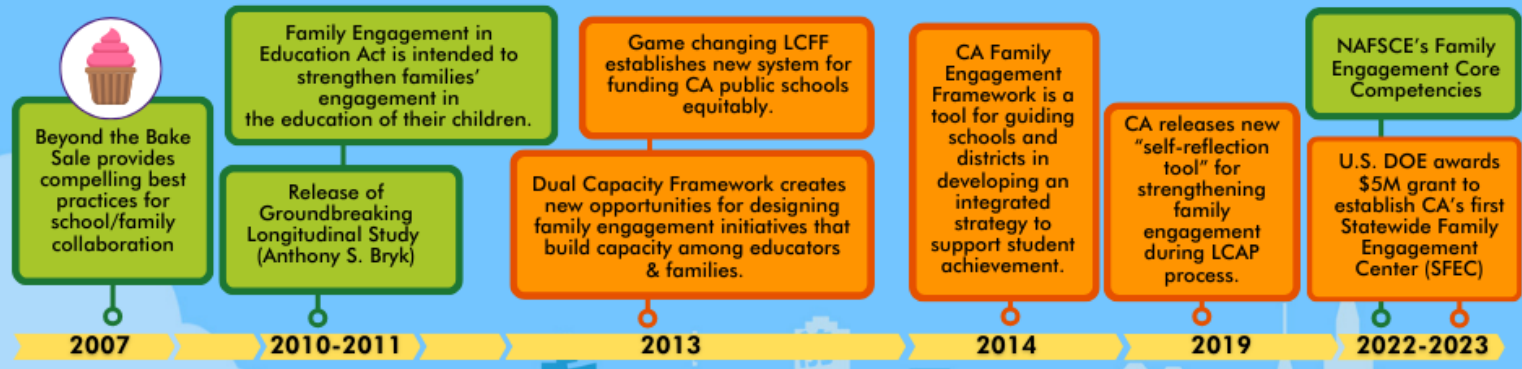 Beyond the Bake
Sale provides
compelling best
practices for
school/family
collaboration
2007
Family Engagement in
Education Act is intended to
strengthen families’
engagement in
the education of their children.
Release of
Groundbreaking
Longitudinal Study
(Anthony S. Bryk)
2010-2011
Game changing LCFF
establishes new system for
funding CA public schools
equitably.
Dual Capacity Framework creates
new opportunities for designing
family engagement initiatives that
build capacity among educators
& families.
2013
CA Family
Engagement
Framework is a
tool for guiding
schools and
districts in
developing an
integrated
strategy to
support student
achievement.
2014
CA releases new
“self-reflection
tool” for
strengthening
family
engagement
during LCAP
process.
2019
NAFSCE’s Family
Engagement Core
Competencies
U.S. DOE awards
$5M grant to
establish CA’s first
Statewide Family
Engagement
Center (SFEC)
2022-2023